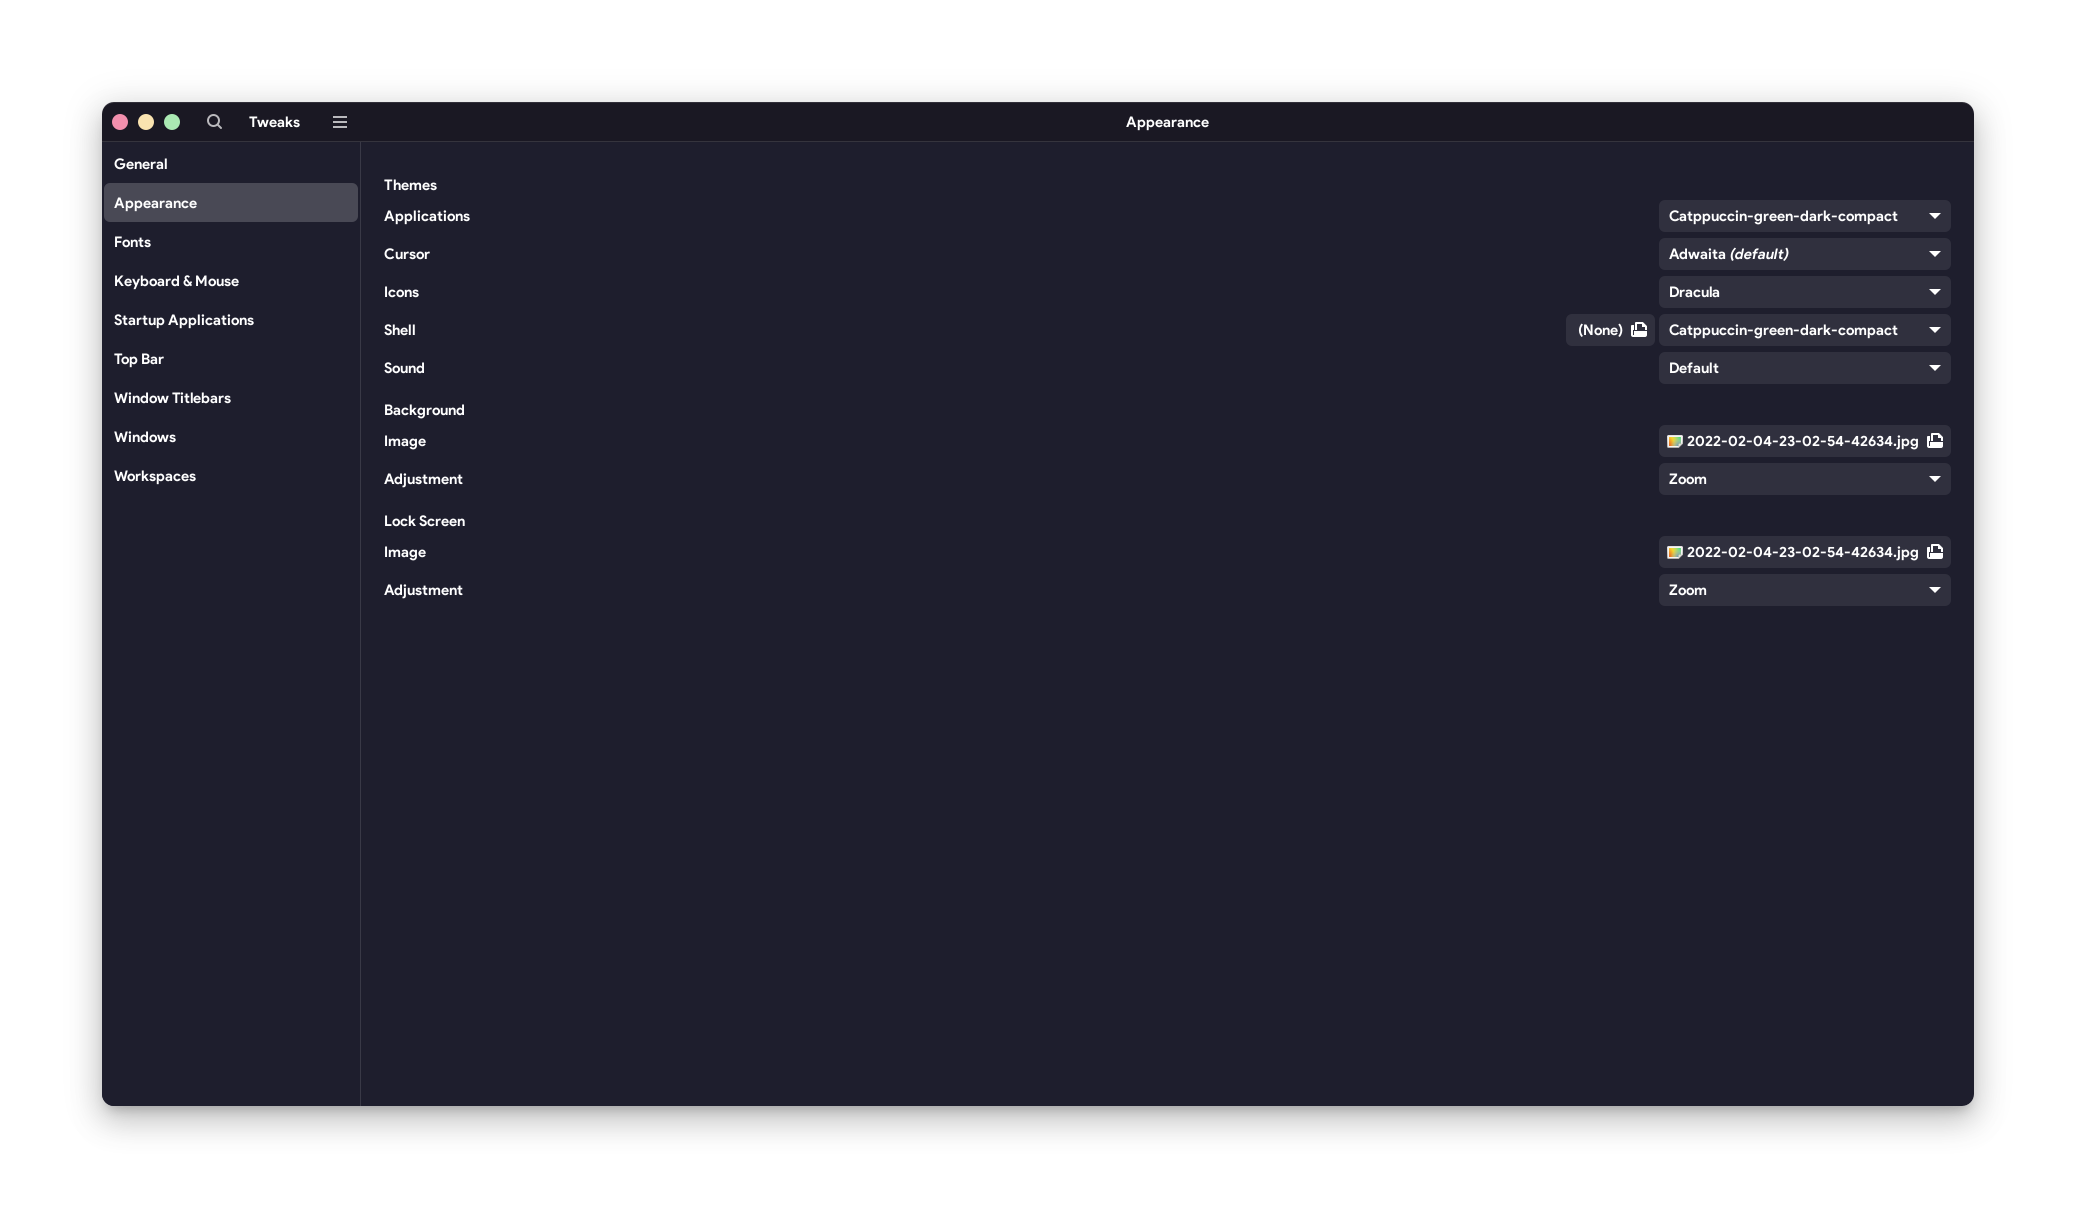 Tweaks
Appearance
General
Appearance
Fonts
Keyboard & Mouse
Startup Applications
Top Bar
Window Titlebars
Windows
Workspaces
Themes
Applications Catppuccin-green-dark-compact
Cursor Adwaita (default)
Icons Dracula
Shell (None) Catppuccin-green-dark-compact
Sound Default
Background
Image 2022-02-04-23-02-54-42634.jpg
Adjustment Zoom
Lock Screen
Image 2022-02-04-23-02-54-42634.jpg
Adjustment Zoom